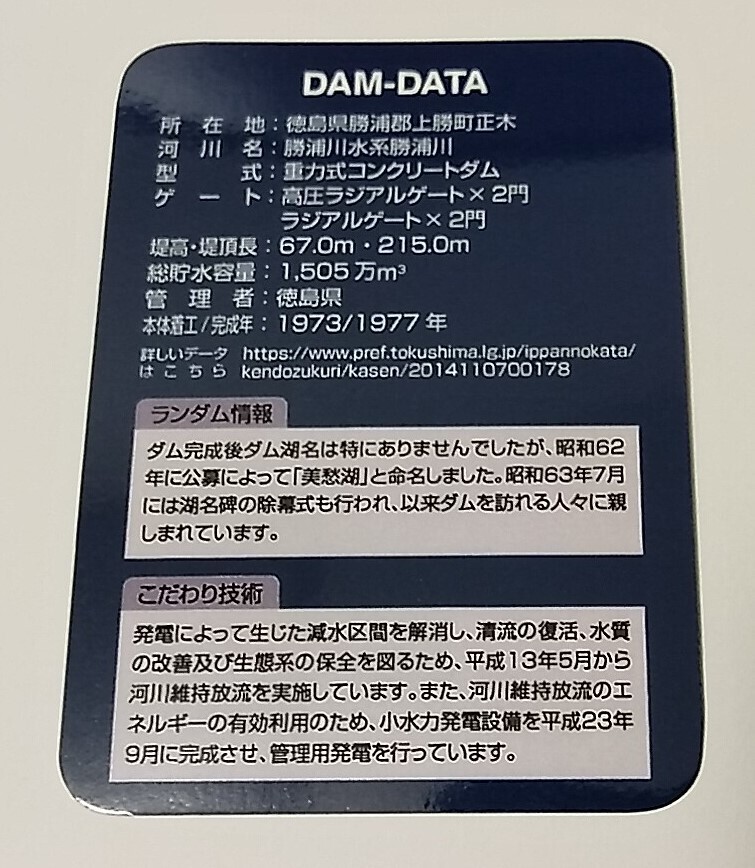 DAM-DATA
所在地：徳島県勝浦郡上勝町正木
河川名：勝浦川水系勝浦川
型式：重力式コンクリートダム
ゲート：高圧ラジアルゲート×2門
ラジアルゲート×2門
堤高・堤頂長：67.0m・215.0m
総貯水容量：1,505万m³
管理者：徳島県
本体着工/完成年：1973/1977年
詳しいデータ https://www.pref.tokushima.lg.jp/ippannokata/
はこちら kendozukuri/kasen/2014110700178
ランダム情報
ダム完成後ダム湖名は特にありませんでしたが、昭和62
年に公募によって「美愁湖」と命名しました。昭和63年7月
には湖名碑の除幕式も行われ、以来ダムを訪れる人々に親
しまれています。
こだわり技術
発電によって生じた減水区間を解消し、清流の復活、水質
の改善及び生態系の保全を図るため、平成13年5月から
河川維持放流を実施しています。また、河川維持放流のエ
ネルギーの有効利用のため、小水力発電設備を平成23年
9月に完成させ、管理用発電を行っています。